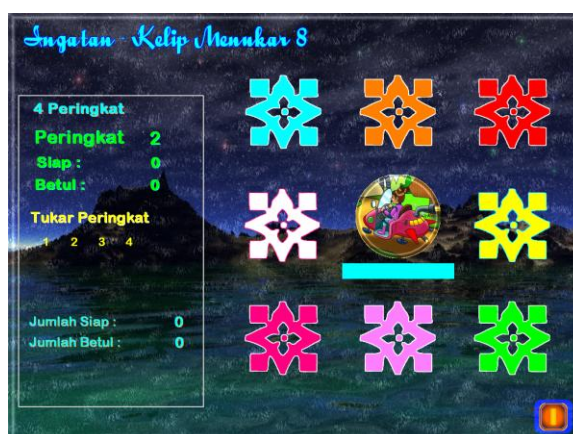 Ingatan - Kelip Menukar 8
4 Peringkat
Peringkat 2
Siap : 0
Betul : 0
Tukar Peringkat
1 2 3 4
Jumlah Siap : 0
Jumlah Betul : 0